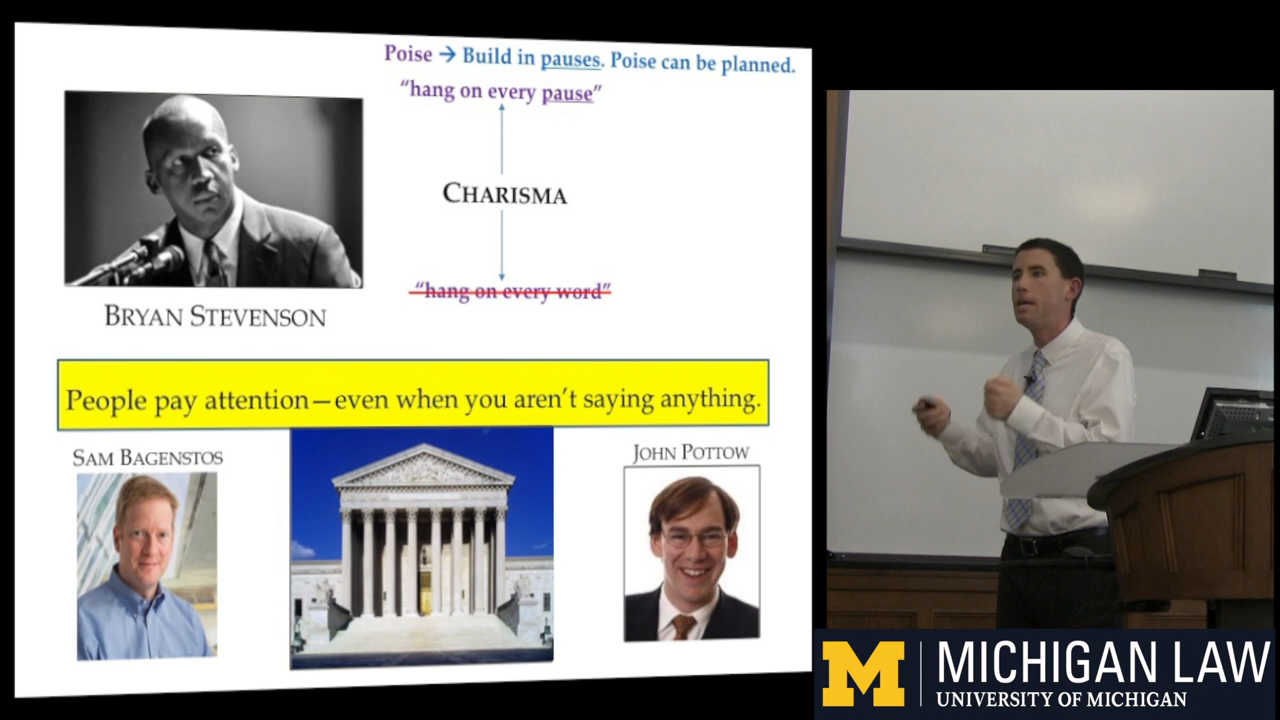 Poise → Build in pauses. Poise can be planned.
“hang on every pause”
CHARISMA
“hang on every word”
BRYAN STEVENSON
People pay attention—even when you aren’t saying anything.
SAM BAGENSTOS
JOHN POTTOW
M MICHIGAN LAW
UNIVERSITY OF MICHIGAN